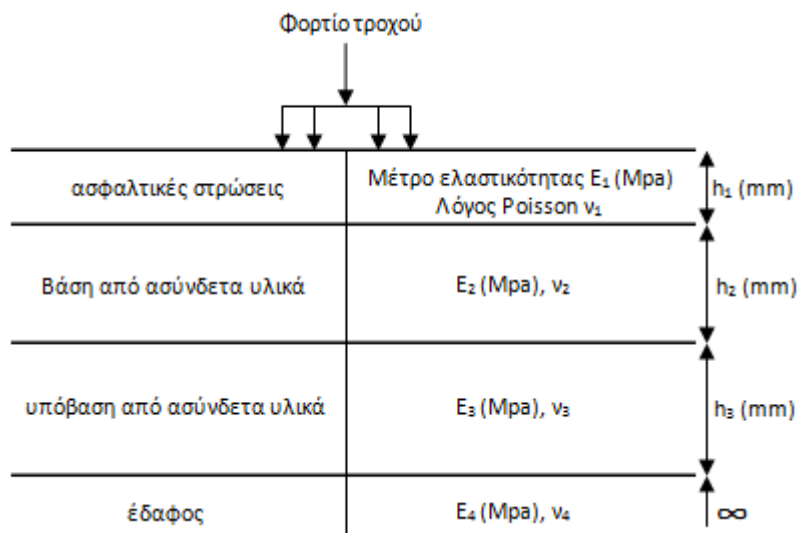 Φορτίο τροχού
ασφαλτικές στρώσεις
Μέτρο ελαστικότητας E₁ (Mpa)
Λόγος Poisson ν₁
h₁ (mm)
Βάση από ασύνδετα υλικά
E₂ (Mpa), ν₂
h₂ (mm)
υπόβαση από ασύνδετα υλικά
E₃ (Mpa), ν₃
h₃ (mm)
έδαφος
E₄ (Mpa), ν₄
∞